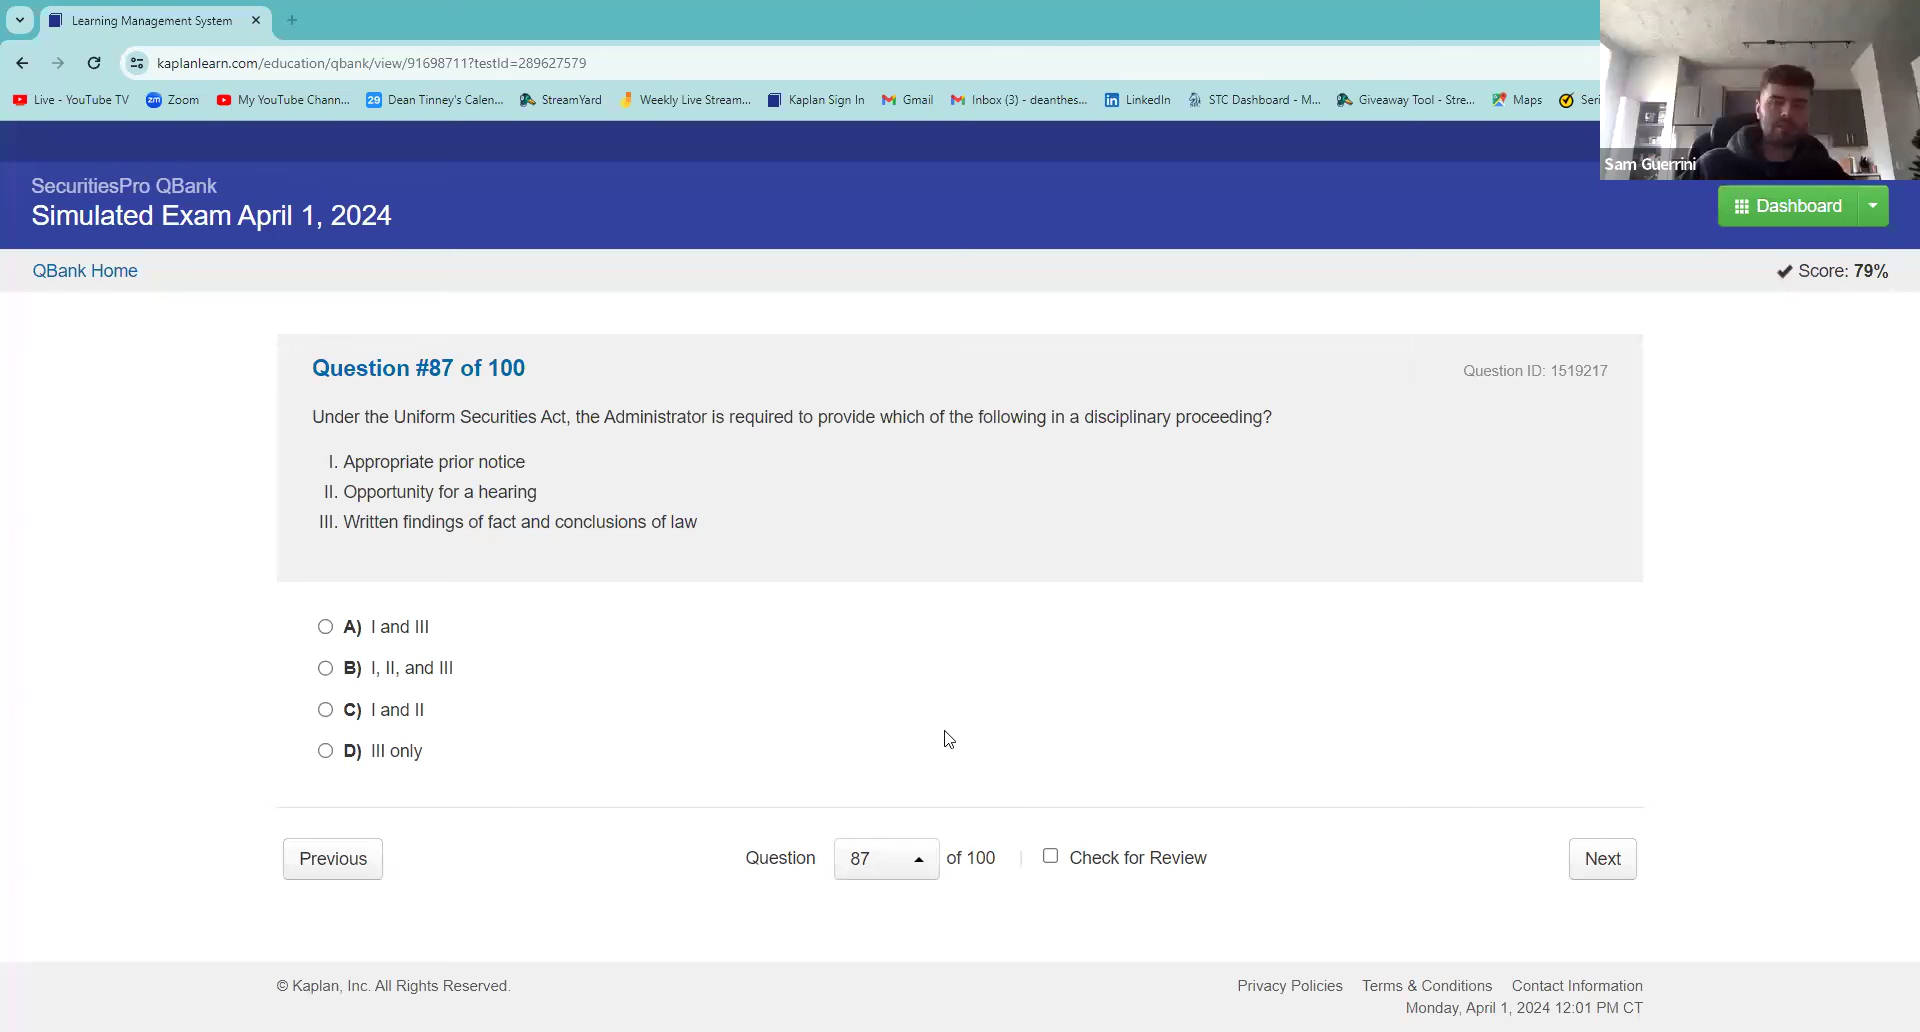 Learning Management System
kaplanlearn.com/education/qbank/view/91698711?testId=289627579
Live - YouTube TV
zm Zoom
My YouTube Chann...
29 Dean Tinney's Calen...
StreamYard
Weekly Live Stream...
Kaplan Sign In
Gmail
Inbox (3) - deanthes...
LinkedIn
STC Dashboard - M...
Giveaway Tool - Stre...
Maps
Seri
Sam Guerrini
SecuritiesPro QBank
Simulated Exam April 1, 2024
Dashboard
QBank Home
Score: 79%
Question #87 of 100
Question ID: 1519217
Under the Uniform Securities Act, the Administrator is required to provide which of the following in a disciplinary proceeding?
I. Appropriate prior notice
II. Opportunity for a hearing
III. Written findings of fact and conclusions of law
A) I and III
B) I, II, and III
C) I and II
D) III only
Previous
Question 87 of 100
Check for Review
Next
© Kaplan, Inc. All Rights Reserved.
Privacy Policies Terms & Conditions Contact Information
Monday, April 1, 2024 12:01 PM CT